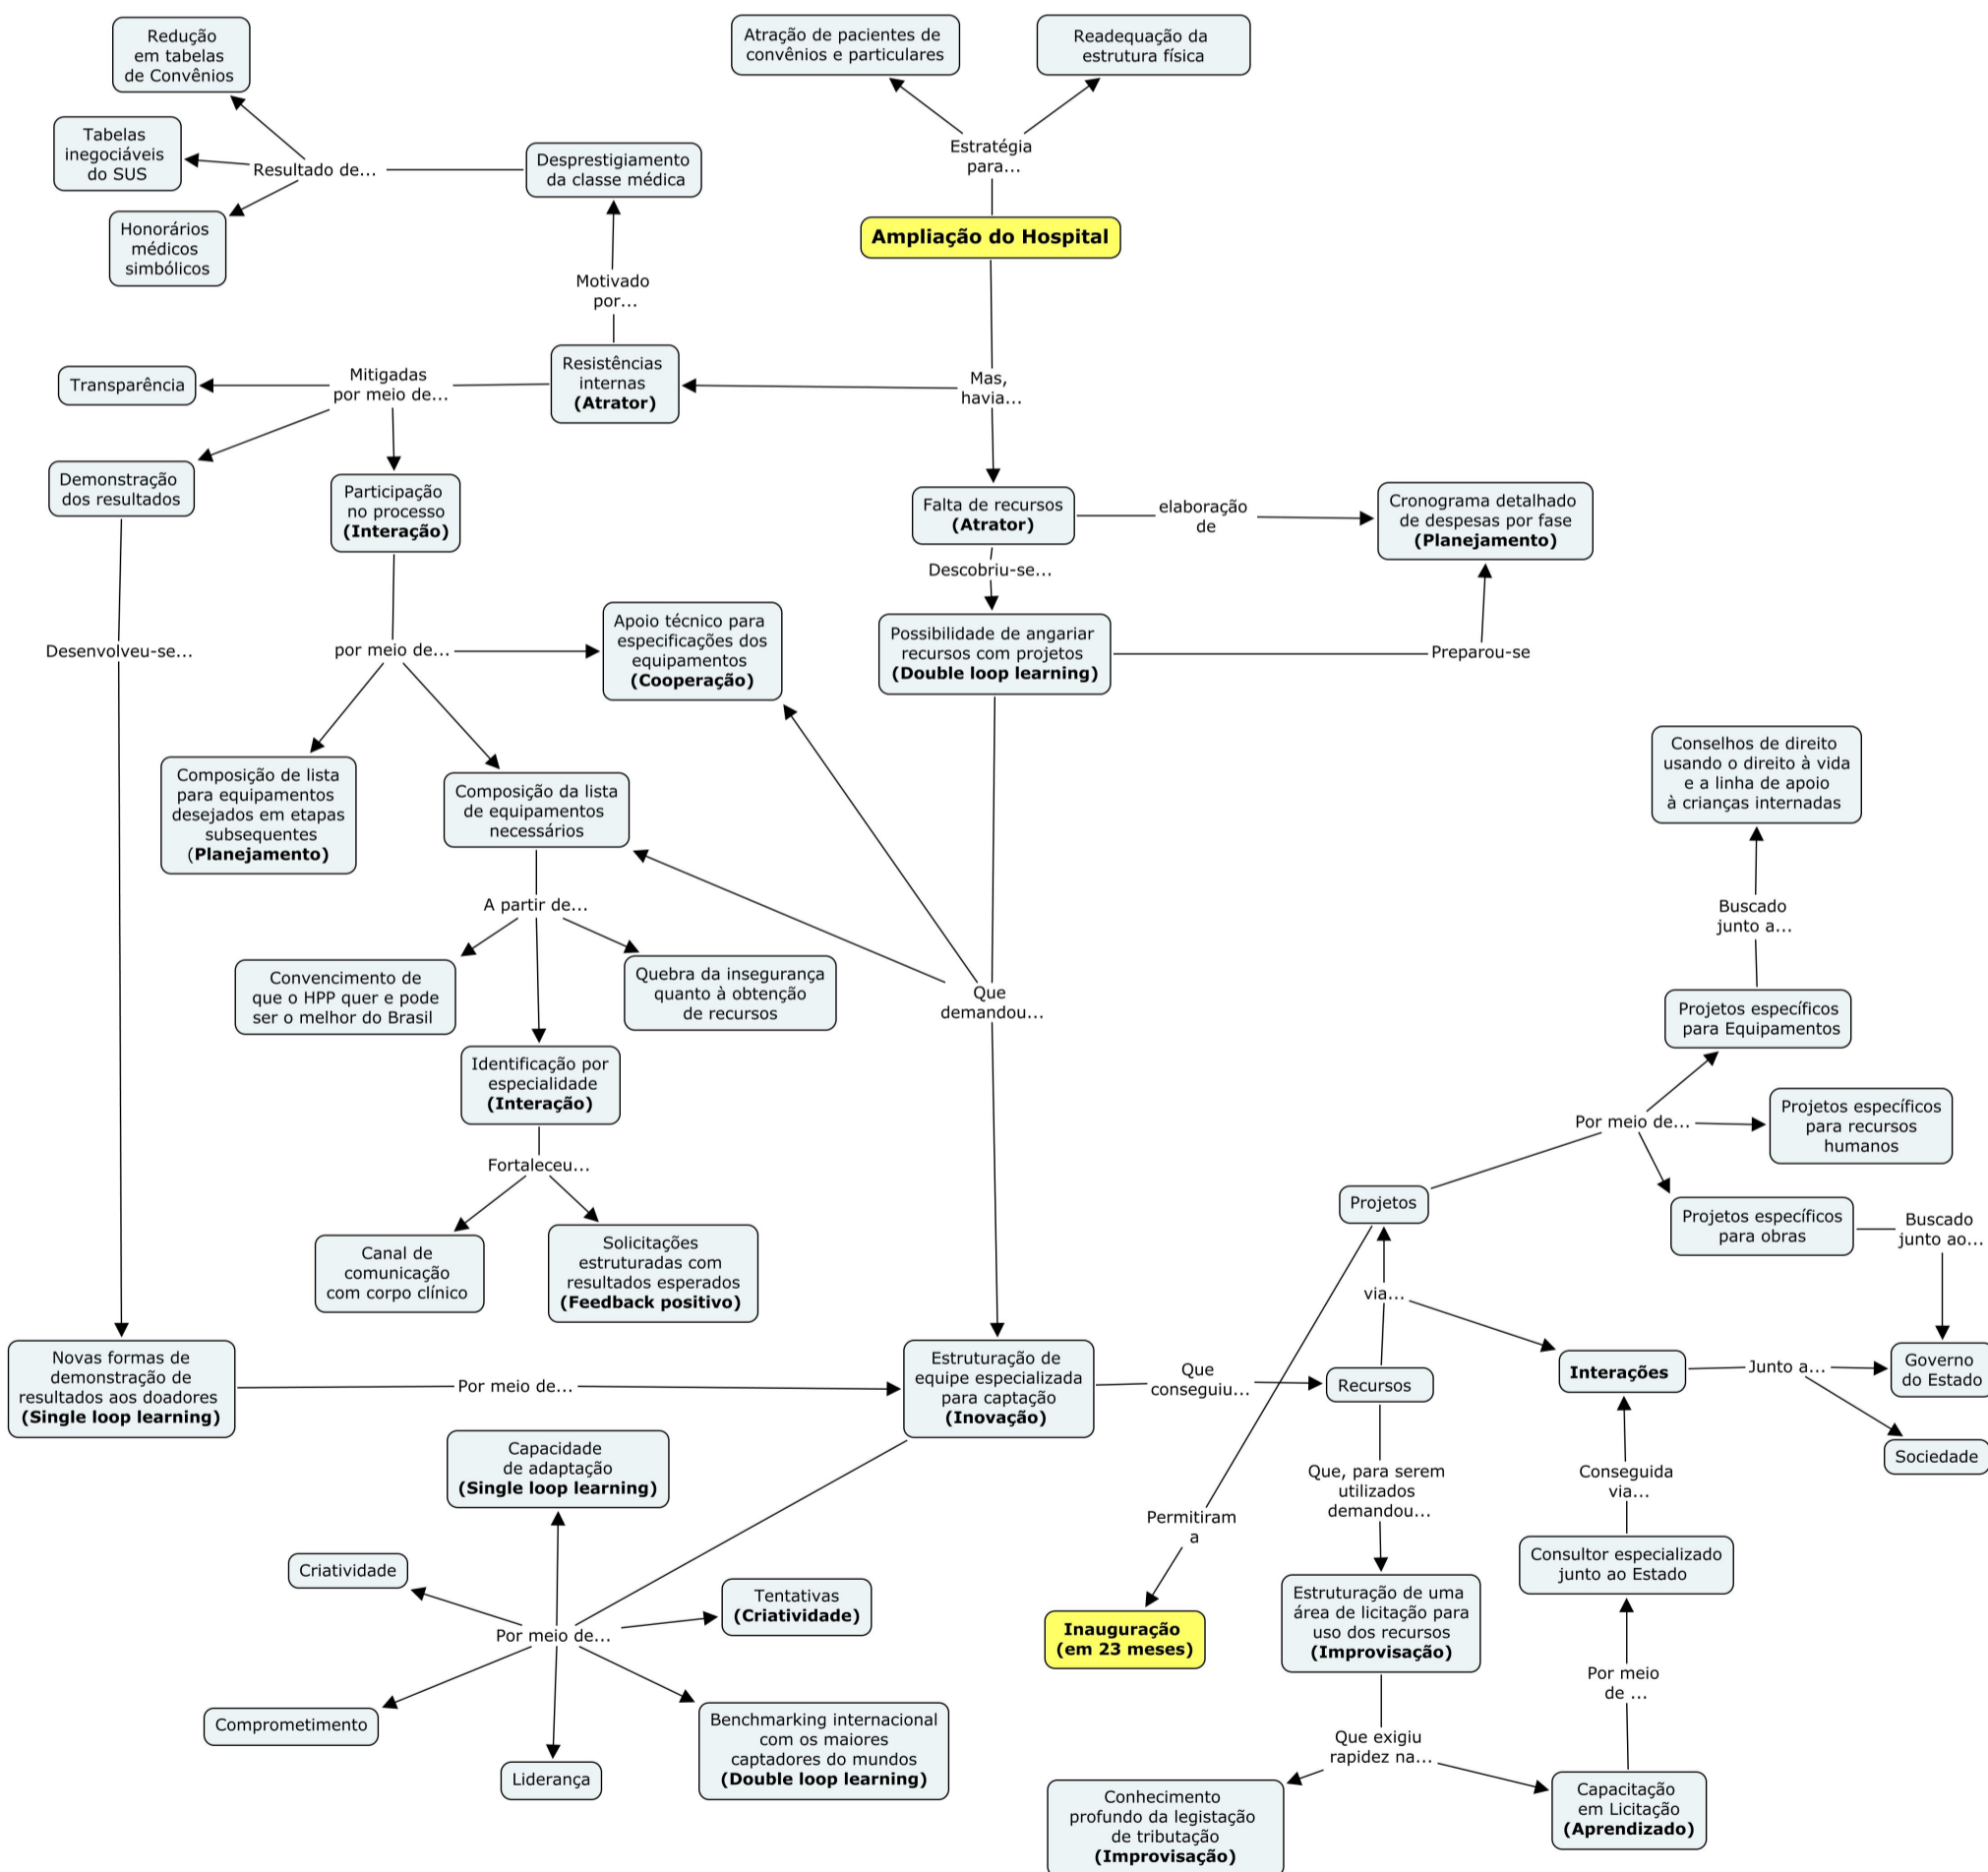 Redução
em tabelas
de Convênios
Atração de pacientes de
convênios e particulares
Readequação da
estrutura física
Tabelas
inegociáveis
do SUS
Resultado de...
Desprestigiamento
da classe médica
Estratégia
para...
Honorários
médicos
simbólicos
Ampliação do Hospital
Motivado
por...
Transparência
Mitigadas
por meio de...
Resistências
internas
(Atrator)
Mas,
havia...
Demonstração
dos resultados
Participação
no processo
(Interação)
Falta de recursos
(Atrator)
elaboração
de
Cronograma detalhado
de despesas por fase
(Planejamento)
Descobriu-se...
Desenvolveu-se...
por meio de...
Apoio técnico para
especificações dos
equipamentos
(Cooperação)
Possibilidade de angariar
recursos com projetos
(Double loop learning)
Preparou-se
Composição de lista
para equipamentos
desejados em etapas
subsequentes
(Planejamento)
Composição da lista
de equipamentos
necessários
Conselhos de direito
usando o direito à vida
e a linha de apoio
à crianças internadas
A partir de...
Buscado
junto a...
Convencimento de
que o HPP quer e pode
ser o melhor do Brasil
Quebra da insegurança
quanto à obtenção
de recursos
Que
demandou...
Projetos específicos
para Equipamentos
Identificação por
especialidade
(Interação)
Por meio de...
Projetos específicos
para recursos
humanos
Fortaleceu...
Projetos
Projetos específicos
para obras
Buscado
junto ao...
Canal de
comunicação
com corpo clínico
Solicitações
estruturadas com
resultados esperados
(Feedback positivo)
via...
Novas formas de
demonstração de
resultados aos doadores
(Single loop learning)
Por meio de...
Estruturação de
equipe especializada
para captação
(Inovação)
Que
conseguiu...
Recursos
Interações
Junto a...
Governo
do Estado
Sociedade
Capacidade
de adaptação
(Single loop learning)
Que, para serem
utilizados
demandou...
Conseguida
via...
Permitiram
a
Criatividade
Tentativas
(Criatividade)
Consultor especializado
junto ao Estado
Por meio de...
Inauguração
(em 23 meses)
Estruturação de uma
área de licitação para
uso dos recursos
(Improvisação)
Por meio
de ...
Comprometimento
Benchmarking internacional
com os maiores
captadores do mundos
(Double loop learning)
Liderança
Que exigiu
rapidez na...
Conhecimento
profundo da legistação
de tributação
(Improvisação)
Capacitação
em Licitação
(Aprendizado)